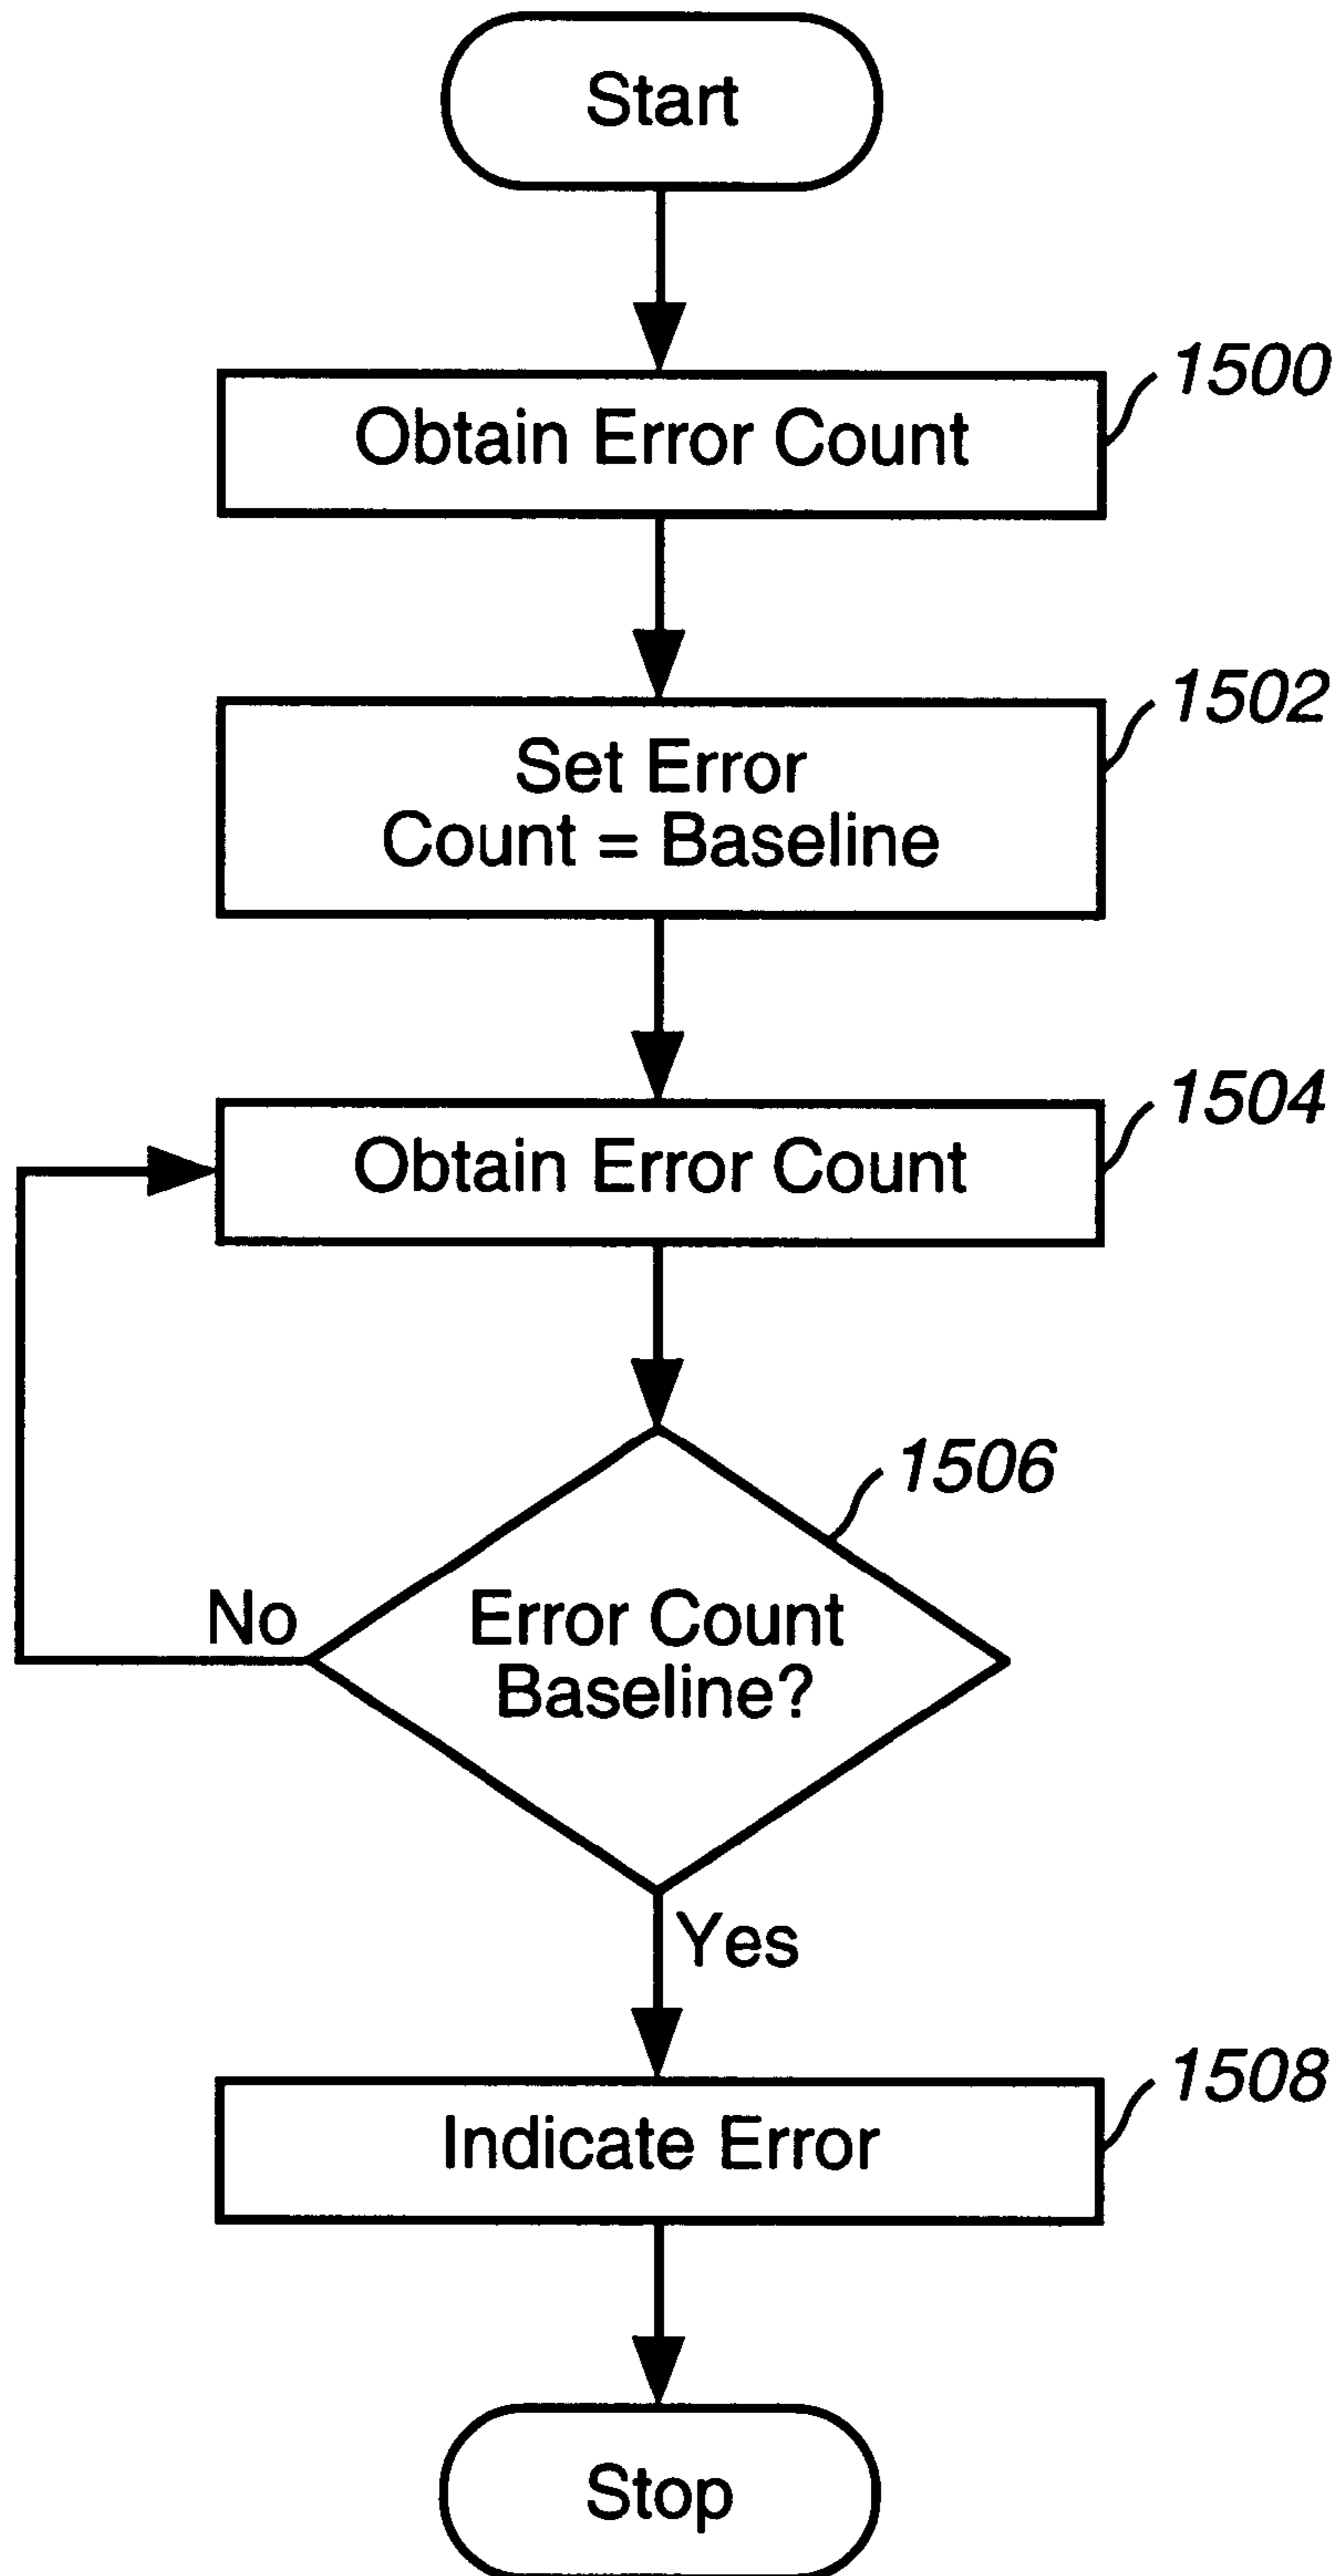 Start
1500
Obtain Error Count
1502
Set Error
Count = Baseline
1504
Obtain Error Count
1506
Error Count
Baseline?
No
Yes
1508
Indicate Error
Stop